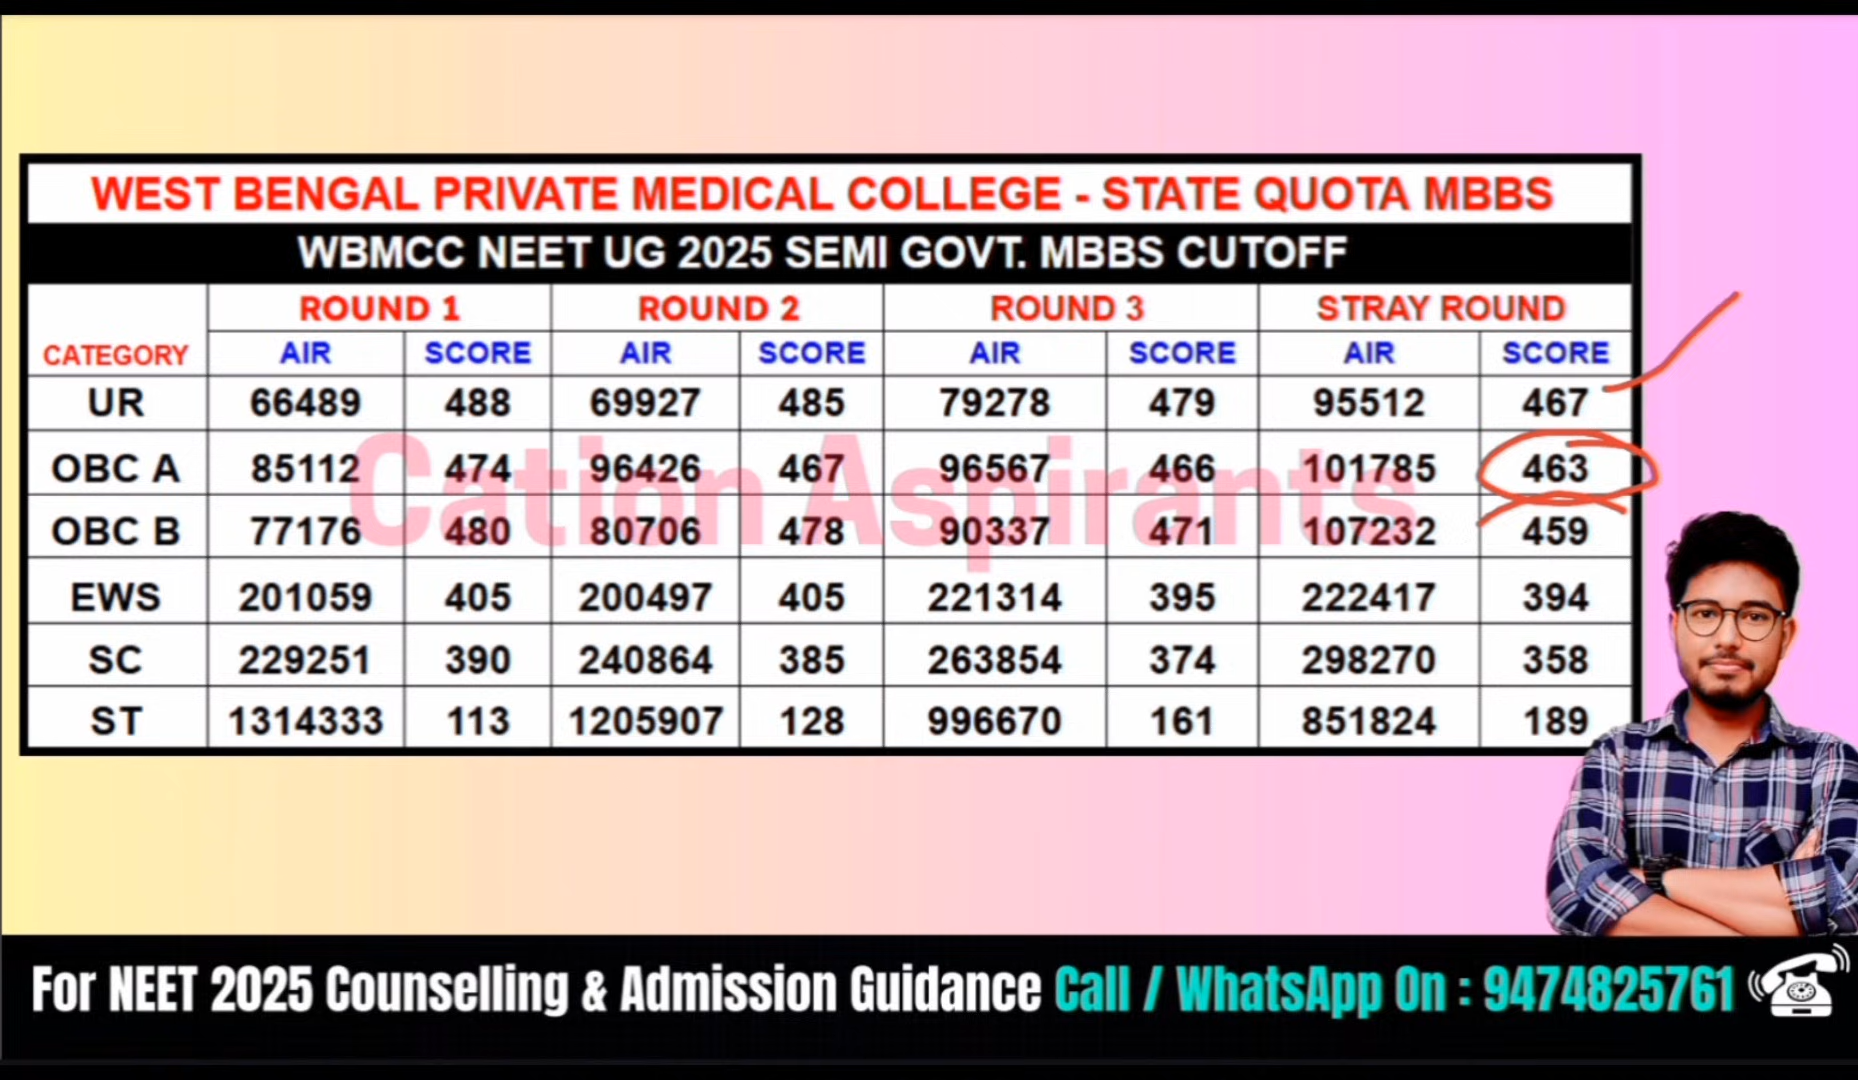 WEST BENGAL PRIVATE MEDICAL COLLEGE - STATE QUOTA MBBS
WBMCC NEET UG 2025 SEMI GOVT. MBBS CUTOFF
CATEGORY ROUND 1 ROUND 2 ROUND 3 STRAY ROUND
AIR SCORE AIR SCORE AIR SCORE AIR SCORE
UR 66489 488 69927 485 79278 479 95512 467
OBC A 85112 474 96426 467 96567 466 101785 463
OBC B 77176 480 80706 478 90337 471 107232 459
EWS 201059 405 200497 405 221314 395 222417 394
SC 229251 390 240864 385 263854 374 298270 358
ST 1314333 113 1205907 128 996670 161 851824 189
Cation Aspirants
For NEET 2025 Counselling & Admission Guidance Call / WhatsApp On : 9474825761